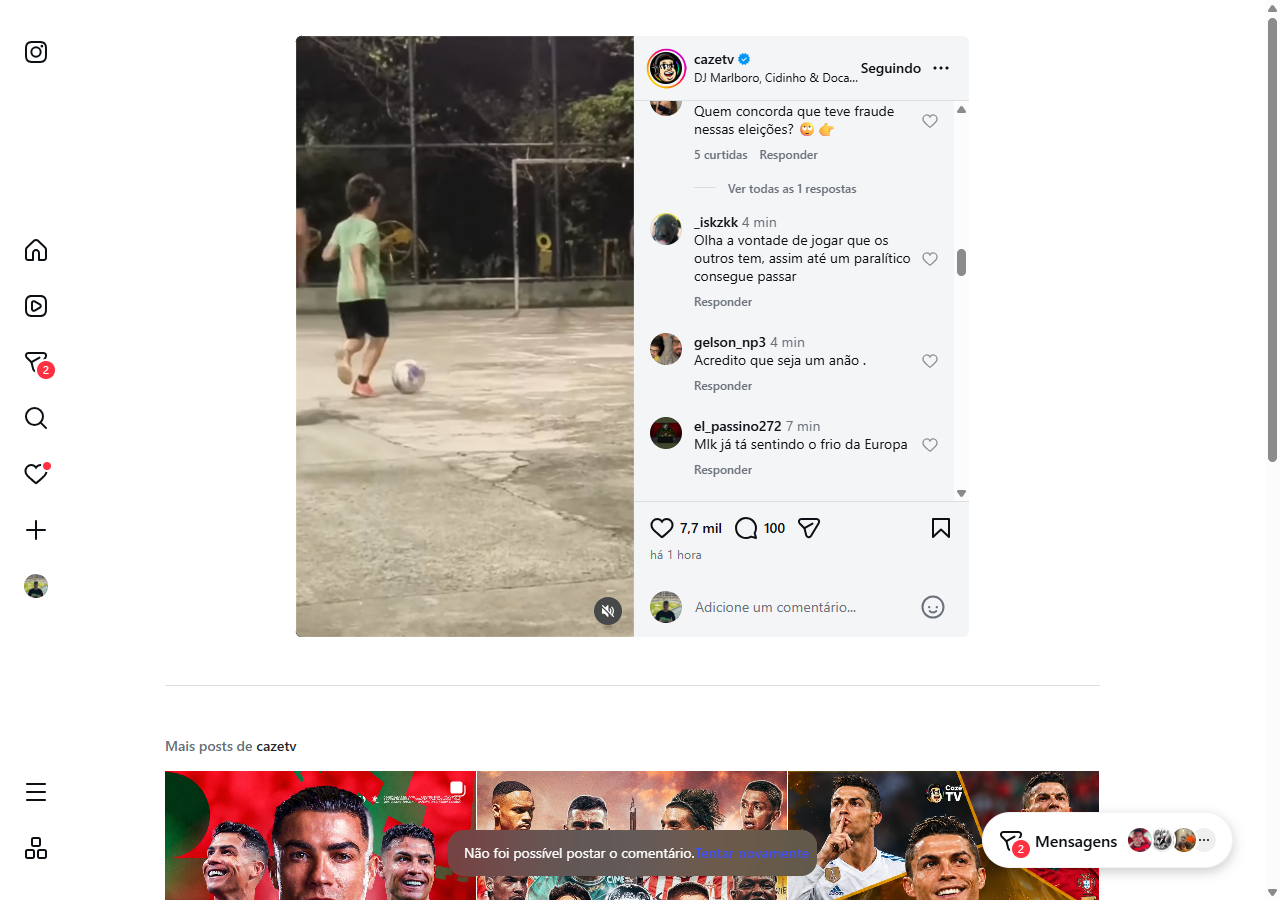 cazetv
DJ Marlboro, Cidinho & Doca...
Seguindo
Quem concorda que teve fraude
nessas eleições? 🙄 👉
5 curtidas Responder
Ver todas as 1 respostas
_iskzkk 4 min
Olha a vontade de jogar que os
outros tem, assim até um paralítico
consegue passar
Responder
gelson_np3 4 min
Acredito que seja um anão .
Responder
el_passino272 7 min
Mlk já tá sentindo o frio da Europa
Responder
7,7 mil 100
há 1 hora
Adicione um comentário...
2
Mais posts de cazetv
Cazé
TV
Não foi possível postar o comentário.Tentar novamente
2
Mensagens